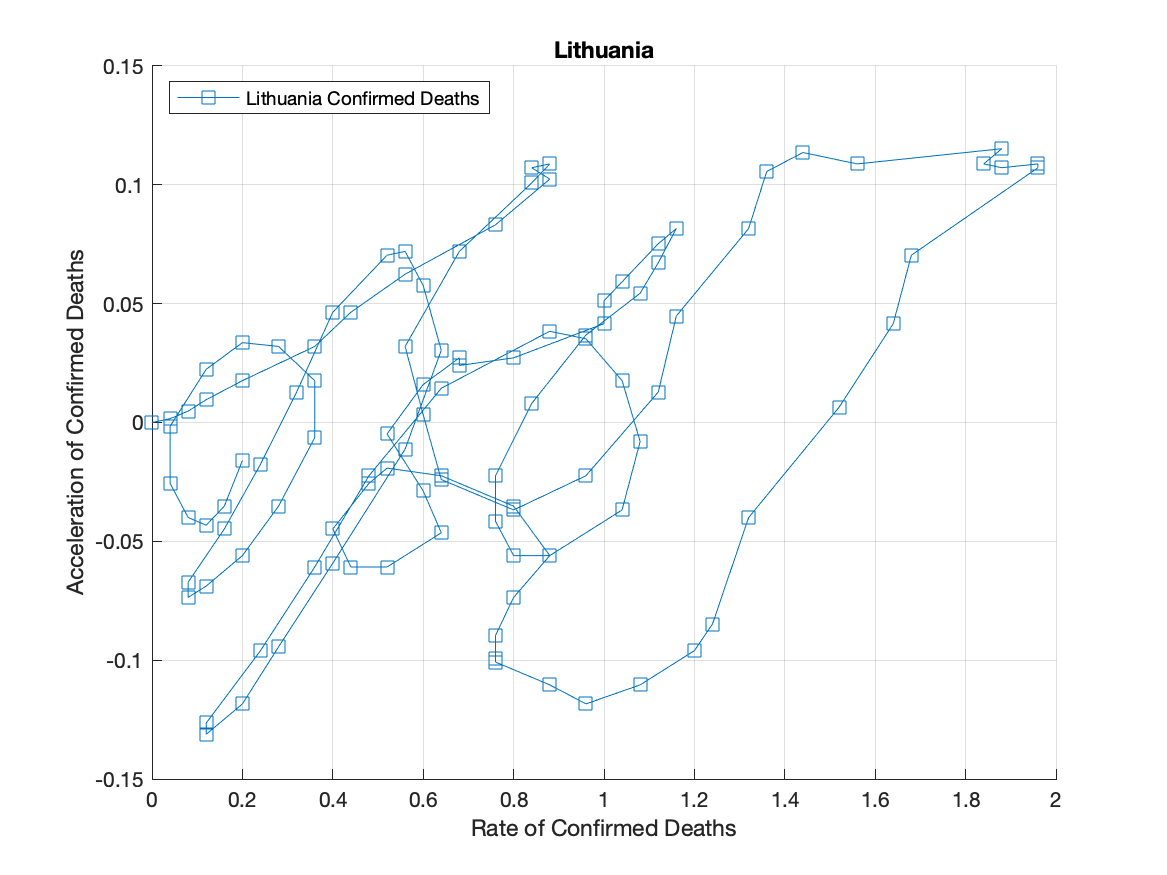 Lithuania
Lithuania Confirmed Deaths
Acceleration of Confirmed Deaths
0.15
0.1
0.05
0
-0.05
-0.1
-0.15
0 0.2 0.4 0.6 0.8 1 1.2 1.4 1.6 1.8 2
Rate of Confirmed Deaths